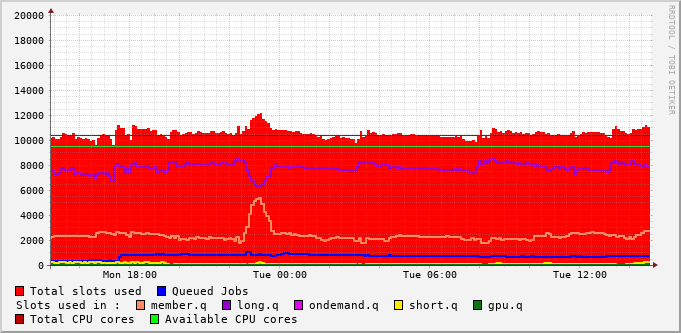 RRDTOOL / TOBI OETIKER
20000
18000
16000
14000
12000
10000
8000
6000
4000
2000
0
Mon 18:00 Tue 00:00 Tue 06:00 Tue 12:00
Total slots used Queued Jobs
Slots used in : member.q long.q ondemand.q short.q gpu.q
Total CPU cores Available CPU cores